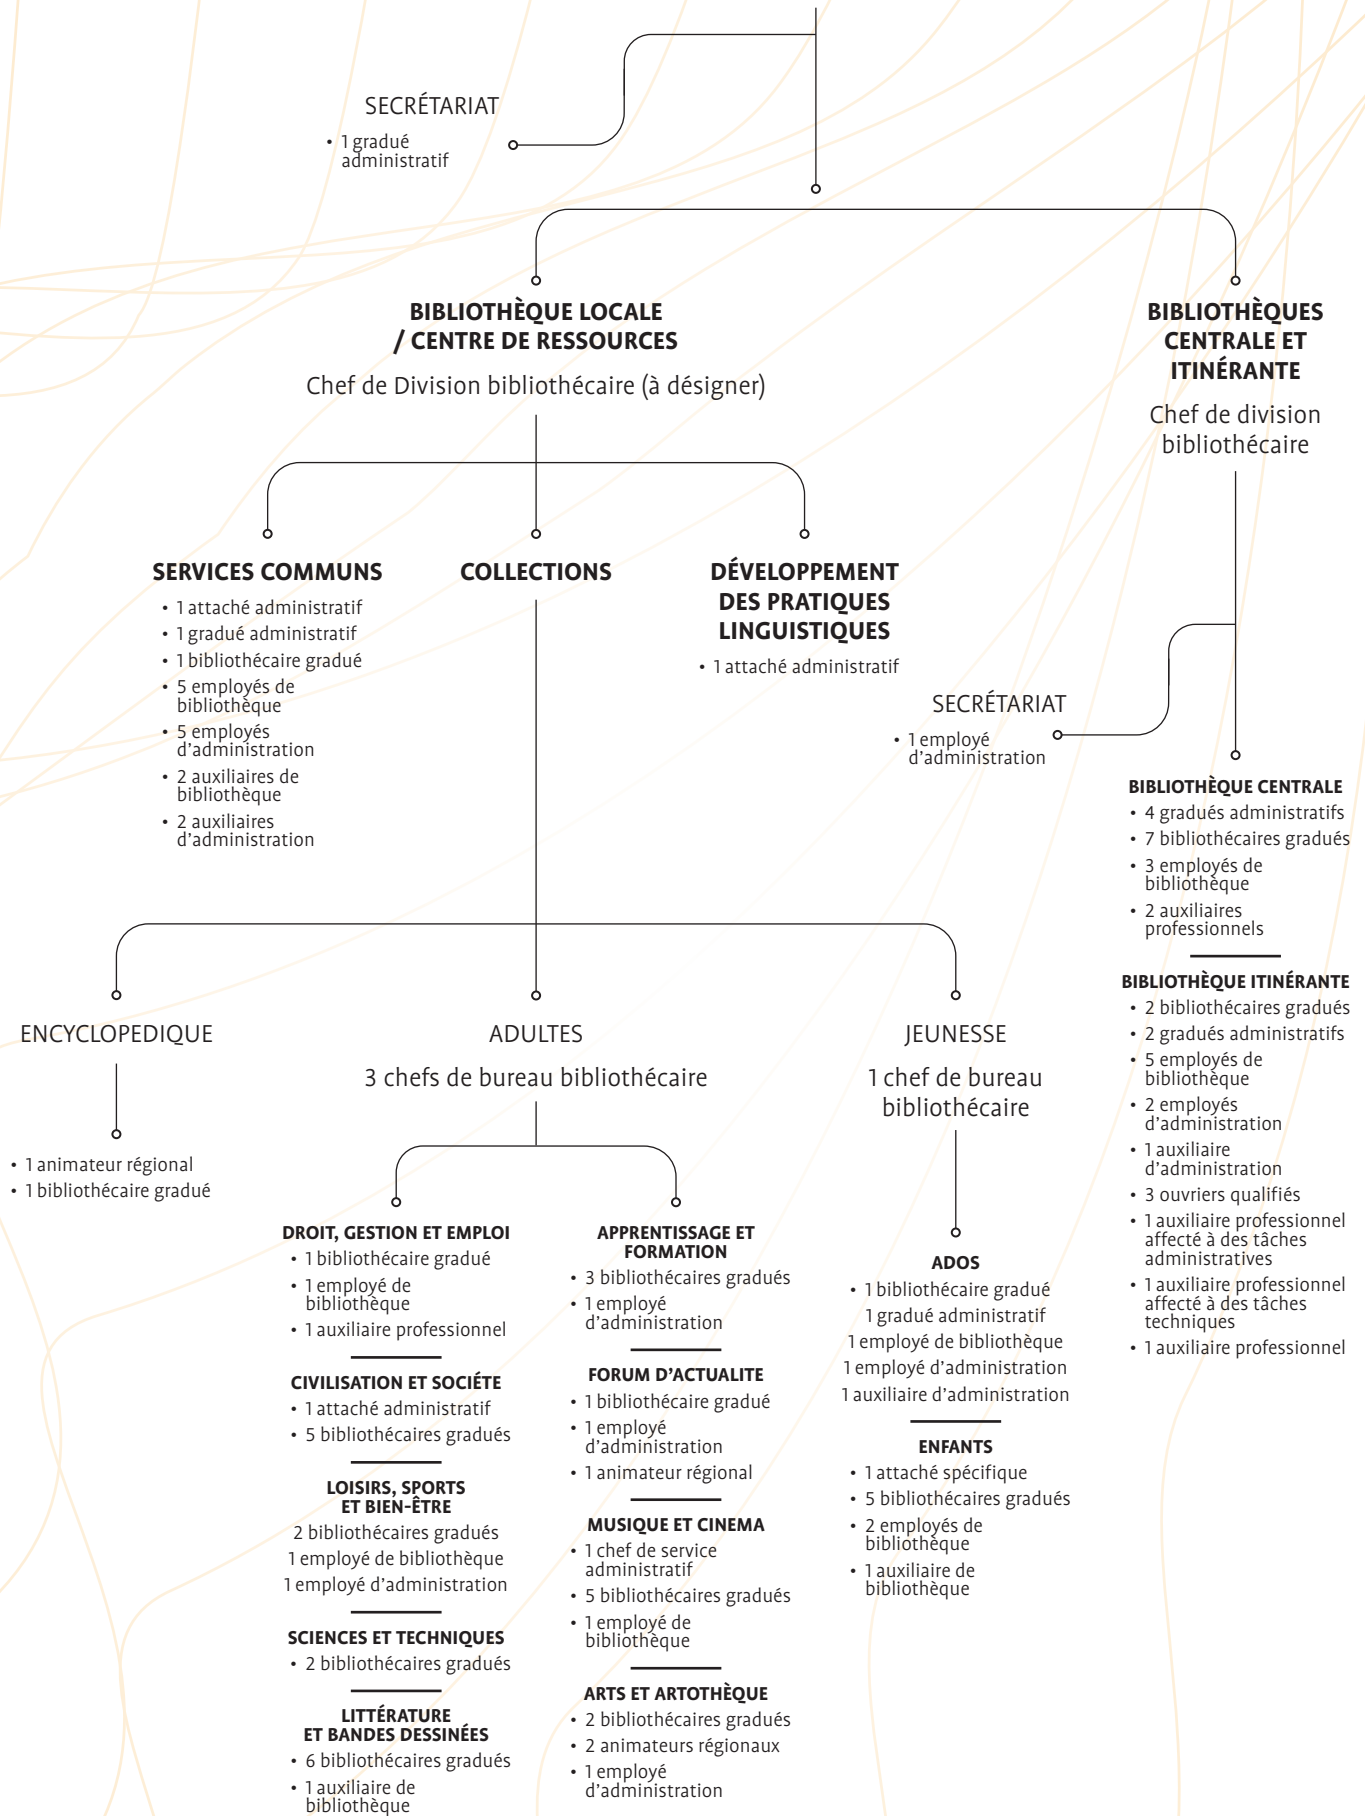 SECRÉTARIAT
• 1 gradué
administratif
BIBLIOTHÈQUE LOCALE
/ CENTRE DE RESSOURCES
Chef de Division bibliothécaire (à désigner)
BIBLIOTHÈQUES
CENTRALE ET
ITINÉRANTE
Chef de division
bibliothécaire
SERVICES COMMUNS
• 1 attaché administratif
• 1 gradué administratif
• 1 bibliothécaire gradué
• 5 employés de
bibliothèque
• 5 employés
d’administration
• 2 auxiliaires de
bibliothèque
• 2 auxiliaires
d’administration
COLLECTIONS
DÉVELOPPEMENT
DES PRATIQUES
LINGUISTIQUES
• 1 attaché administratif
SECRÉTARIAT
• 1 employé
d’administration
BIBLIOTHÈQUE CENTRALE
• 4 gradués administratifs
• 7 bibliothécaires gradués
• 3 employés de
bibliothèque
• 2 auxiliaires
professionnels
BIBLIOTHÈQUE ITINÉRANTE
• 2 bibliothécaires gradués
• 2 gradués administratifs
• 5 employés de
bibliothèque
• 2 employés
d’administration
• 1 auxiliaire
d’administration
• 3 ouvriers qualifiés
• 1 auxiliaire professionnel
affecté à des tâches
administratives
• 1 auxiliaire professionnel
affecté à des tâches
techniques
• 1 auxiliaire professionnel
ENCYCLOPEDIQUE
• 1 animateur régional
• 1 bibliothécaire gradué
ADULTES
3 chefs de bureau bibliothécaire
DROIT, GESTION ET EMPLOI
• 1 bibliothécaire gradué
• 1 employé de
bibliothèque
• 1 auxiliaire professionnel
CIVILISATION ET SOCIÉTE
• 1 attaché administratif
• 5 bibliothécaires gradués
LOISIRS, SPORTS
ET BIEN-ÊTRE
2 bibliothécaires gradués
1 employé de bibliothèque
1 employé d’administration
SCIENCES ET TECHNIQUES
• 2 bibliothécaires gradués
LITTÉRATURE
ET BANDES DESSINÉES
• 6 bibliothécaires gradués
• 1 auxiliaire de
bibliothèque
APPRENTISSAGE ET
FORMATION
• 3 bibliothécaires gradués
• 1 employé
d’administration
FORUM D’ACTUALITE
• 1 bibliothécaire gradué
• 1 employé
d’administration
• 1 animateur régional
MUSIQUE ET CINEMA
• 1 chef de service
administratif
• 5 bibliothécaires gradués
• 1 employé de
bibliothèque
ARTS ET ARTOTHÈQUE
• 2 bibliothécaires gradués
• 2 animateurs régionaux
• 1 employé
d’administration
JEUNESSE
1 chef de bureau
bibliothécaire
ADOS
• 1 bibliothécaire gradué
1 gradué administratif
1 employé de bibliothèque
1 employé d’administration
1 auxiliaire d’administration
ENFANTS
• 1 attaché spécifique
• 5 bibliothécaires gradués
• 2 employés de
bibliothèque
• 1 auxiliaire de
bibliothèque